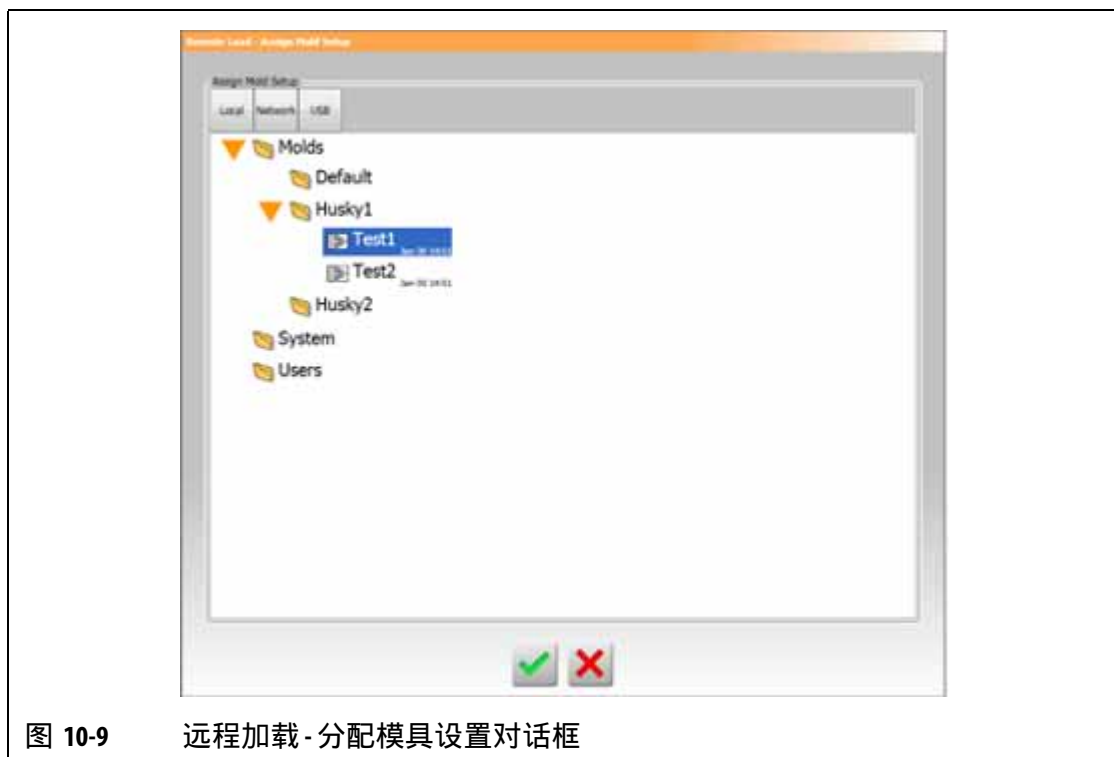 Remote Load - Assign Mold Setup
Assign Mold Setup
Local Network USB
Molds
Default
Husky1
Test1
Test2
Husky2
System
Users
图 10-9 远程加载 - 分配模具设置对话框